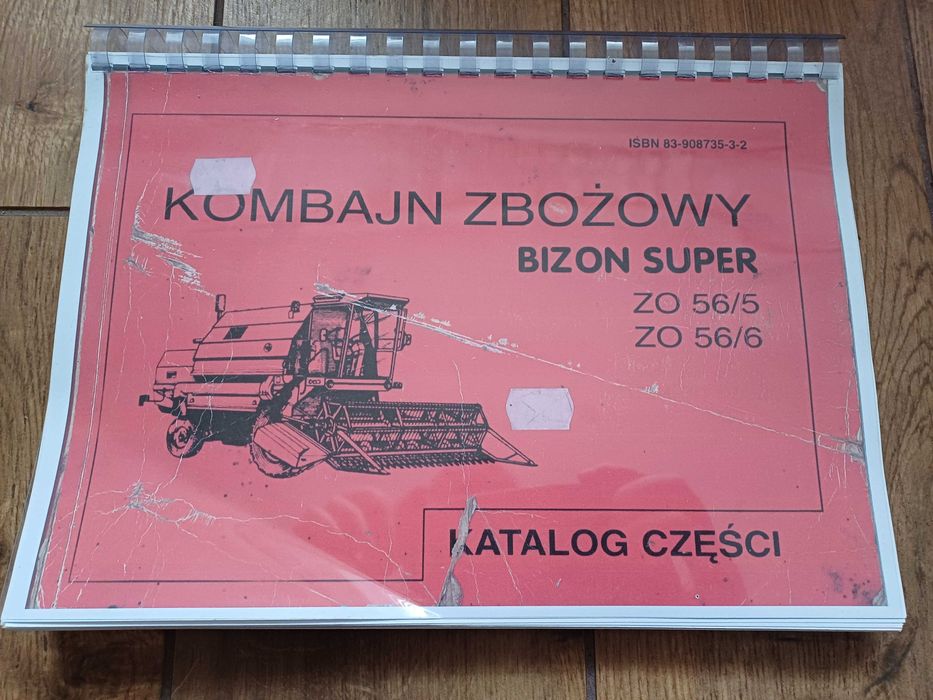 ISBN 83-908735-3-2
KOMBAJN ZBOŻOWY
BIZON SUPER
ZO 56/5
ZO 56/6
KATALOG CZĘŚCI